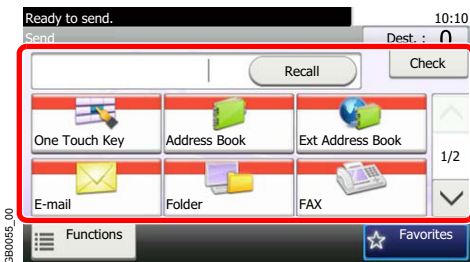 Ready to send. 10:10
Send Dest. : 0
Check
Recall
One Touch Key Address Book Ext Address Book
1/2
E-mail Folder FAX
Functions Favorites
GB0055_00